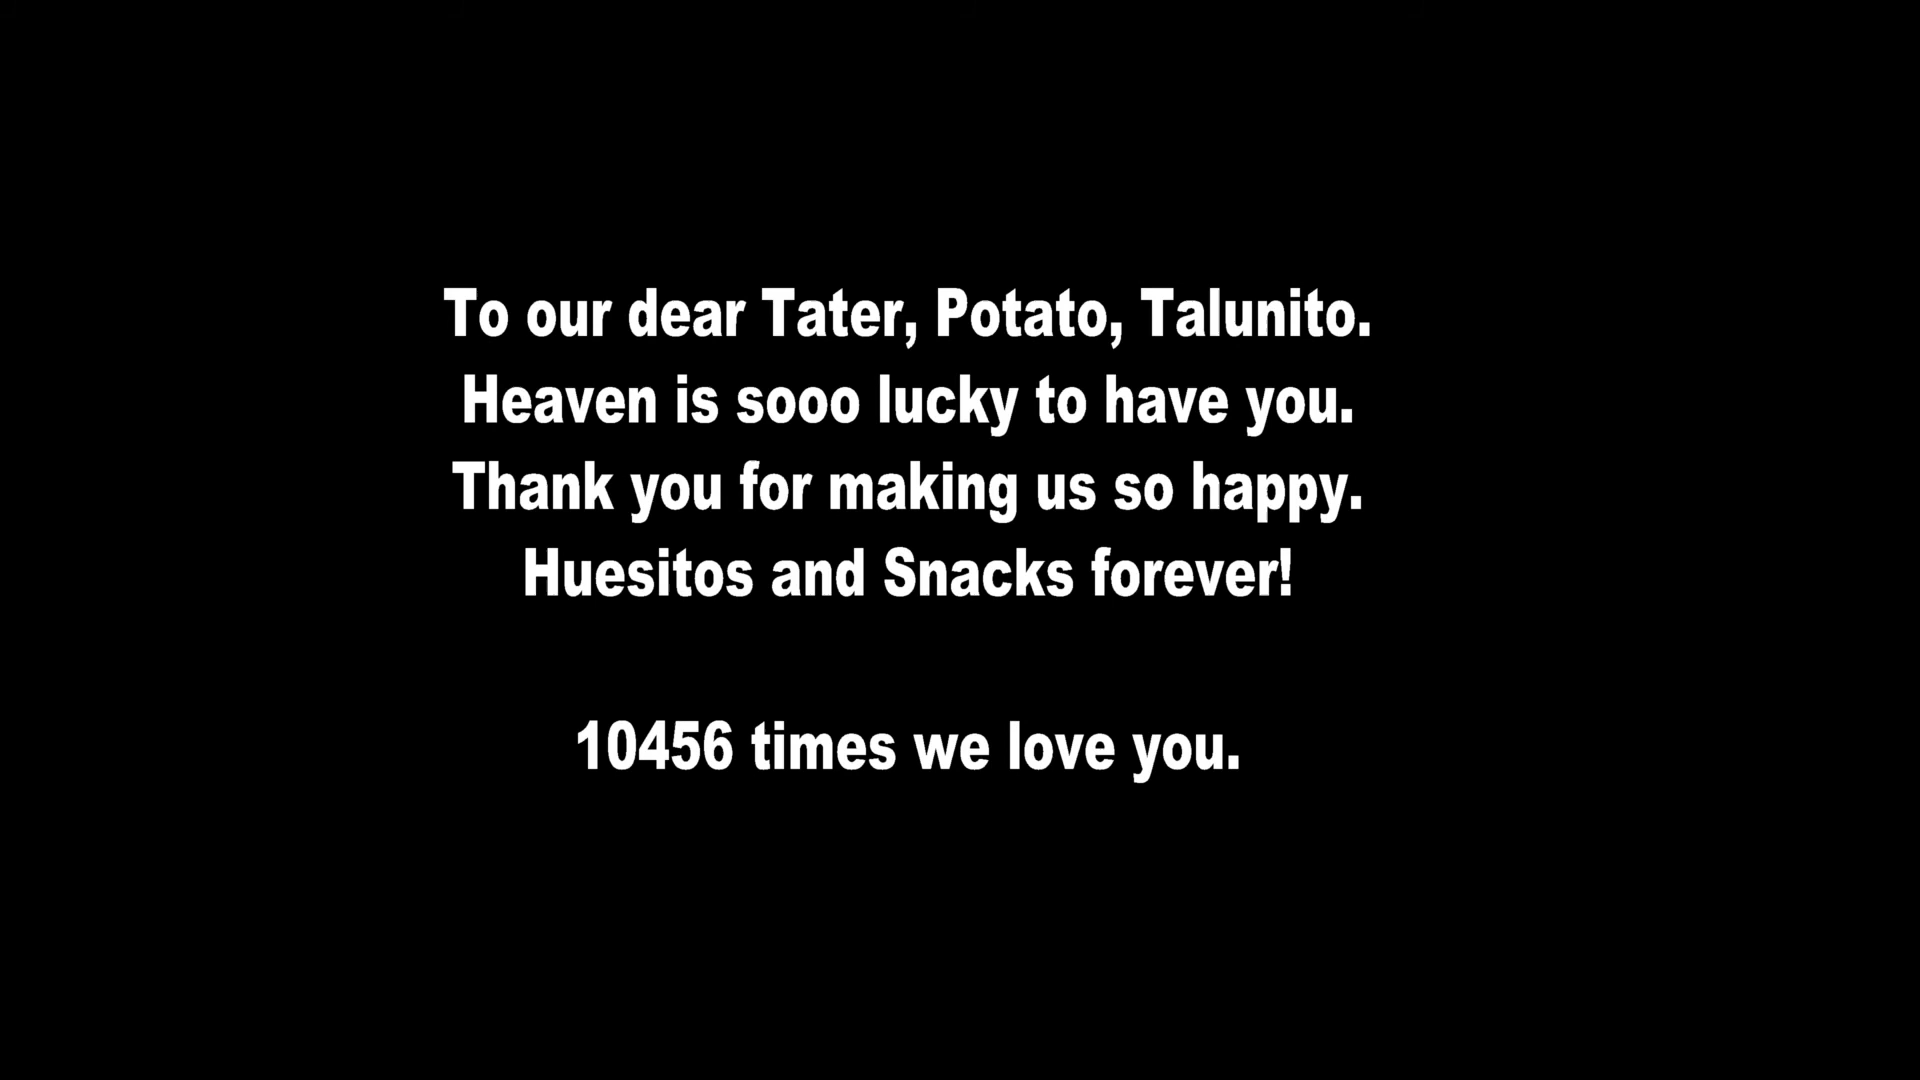 To our dear Tater, Potato, Talunito.
Heaven is sooo lucky to have you.
Thank you for making us so happy.
Huesitos and Snacks forever!
10456 times we love you.